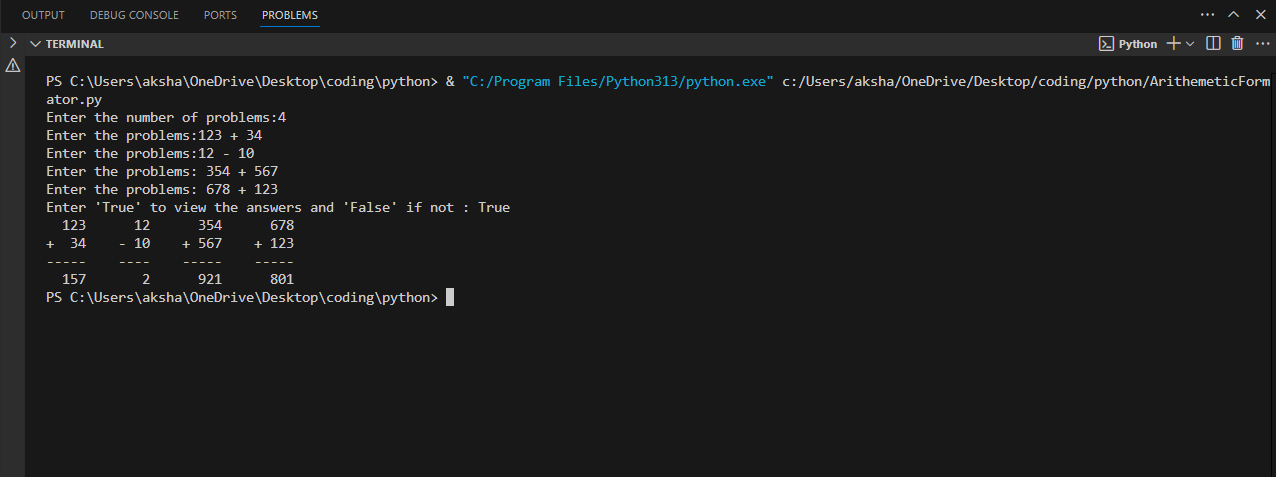 OUTPUT DEBUG CONSOLE PORTS PROBLEMS
TERMINAL Python
PS C:\Users\aksha\OneDrive\Desktop\coding\python> & "C:/Program Files/Python313/python.exe" c:/Users/aksha/OneDrive/Desktop/coding/python/ArithemeticForm
ator.py
Enter the number of problems:4
Enter the problems:123 + 34
Enter the problems:12 - 10
Enter the problems: 354 + 567
Enter the problems: 678 + 123
Enter 'True' to view the answers and 'False' if not : True
  123      12      354      678
+  34    - 10    + 567    + 123
-----    ----    -----    -----
  157       2      921      801
PS C:\Users\aksha\OneDrive\Desktop\coding\python>